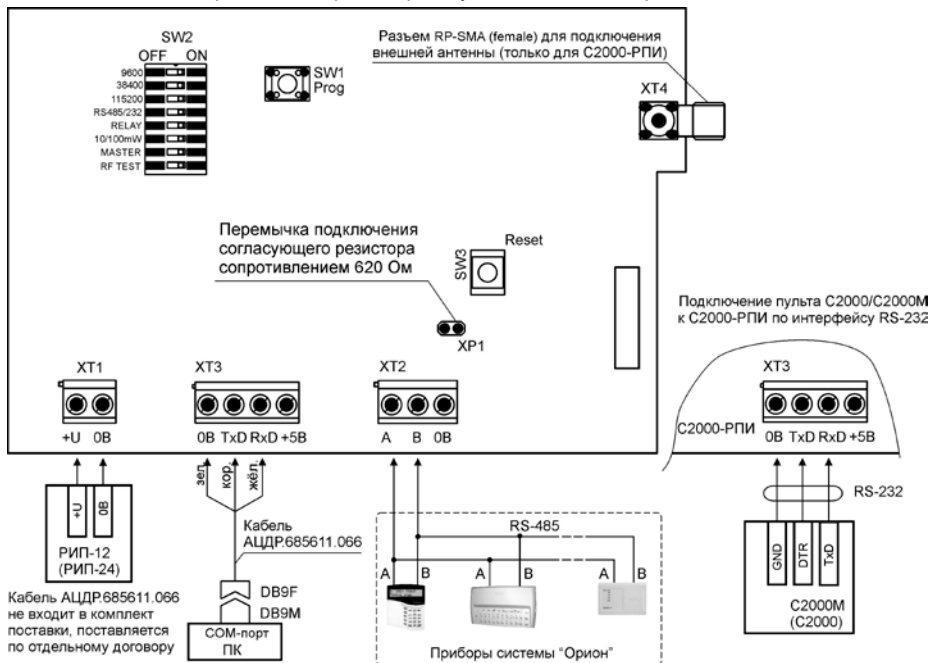 SW2
OFF ON
9600
38400
115200
RS485/232
RELAY
10/100mW
MASTER
RF TEST
SW1
Prog
Разъем RP-SMA (female) для подключения
внешней антенны (только для С2000-РПИ)
XT4
Перемычка подключения
согласующего резистора
сопротивлением 620 Ом
Reset
SW3
XP1
XT1
+U 0В
XT3
0В TxD RxD +5В
XT2
A B 0В
Подключение пульта С2000/С2000М
к С2000-РПИ по интерфейсу RS-232
XT3
С2000-РПИ
0В TxD RxD +5В
RS-232
GND
DTR
TxD
С2000М
(С2000)
+U
0В
РИП-12
(РИП-24)
зел.
кор.
жёл.
Кабель
АЦДР.685611.066
DB9F
DB9M
COM-порт
ПК
Кабель АЦДР.685611.066
не входит в комплект
поставки, поставляется
по отдельному договору
RS-485
A B A B A B
Приборы системы “Орион”